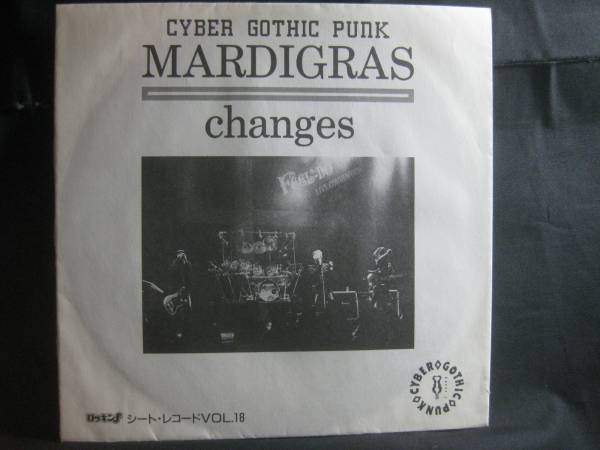 CYBER GOTHIC PUNK
MARDIGRAS
changes
CYBER◇GOTHIC◇PUNK◇
ロッキンf シート・レコードVOL.18